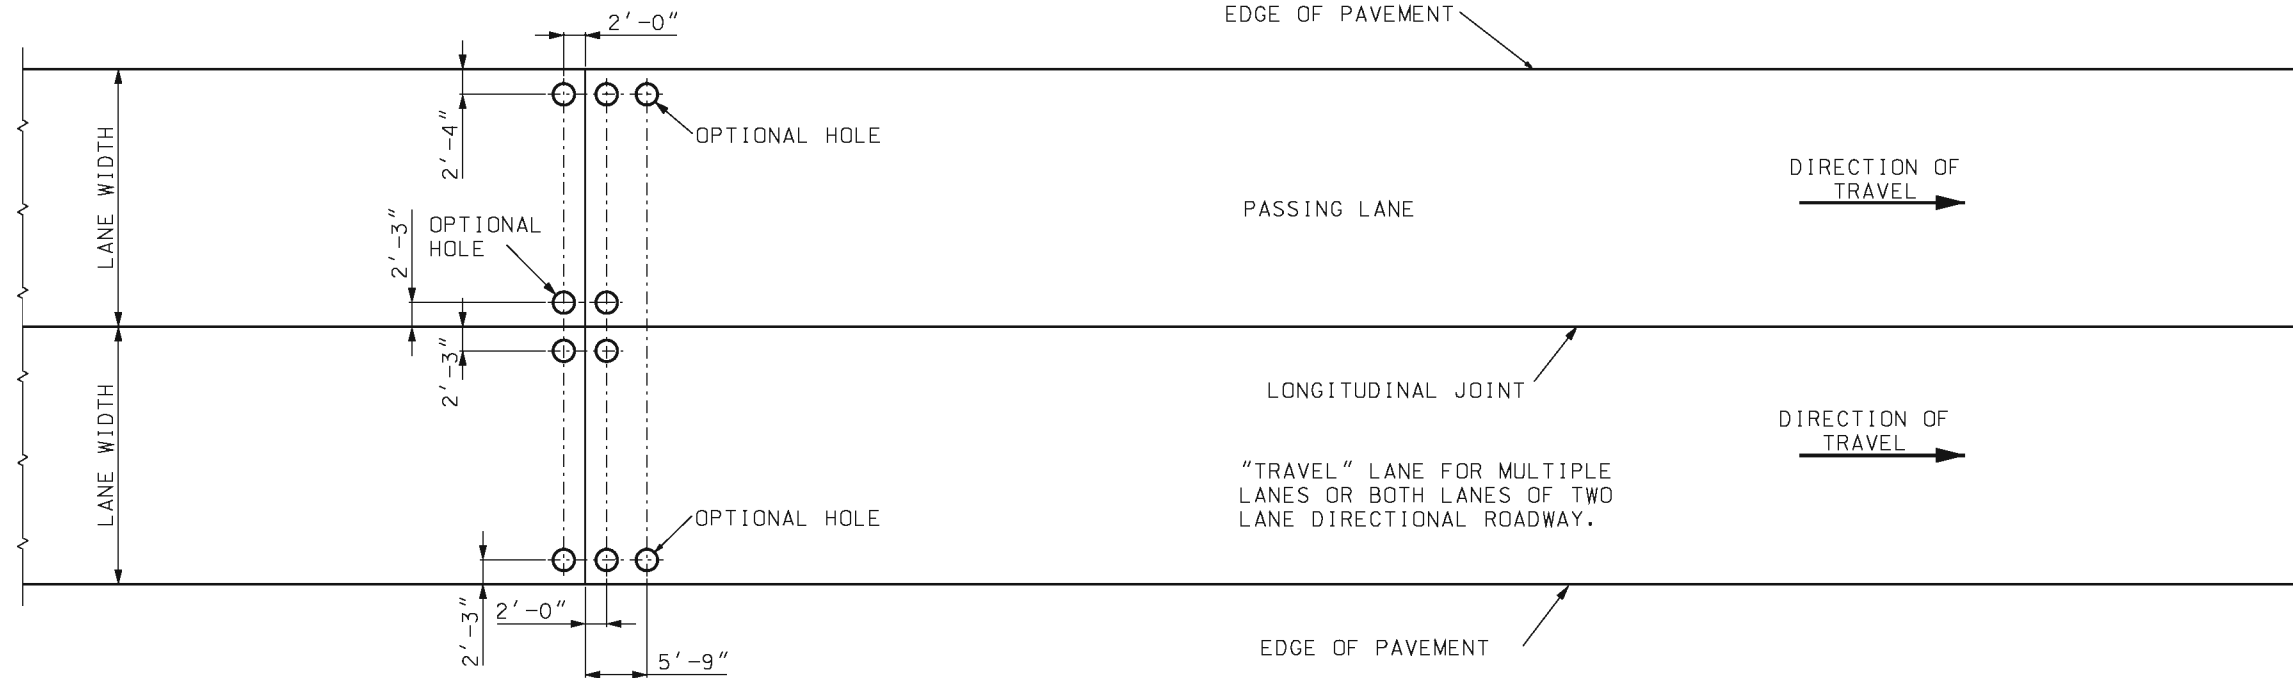 2'-0"
EDGE OF PAVEMENT
2'-4"
OPTIONAL HOLE
LANE WIDTH
DIRECTION OF
TRAVEL
PASSING LANE
2'-3"
OPTIONAL
HOLE
2'-3"
LONGITUDINAL JOINT
LANE WIDTH
DIRECTION OF
TRAVEL
"TRAVEL" LANE FOR MULTIPLE
LANES OR BOTH LANES OF TWO
LANE DIRECTIONAL ROADWAY.
OPTIONAL HOLE
2'-3"
2'-0"
EDGE OF PAVEMENT
5'-9"